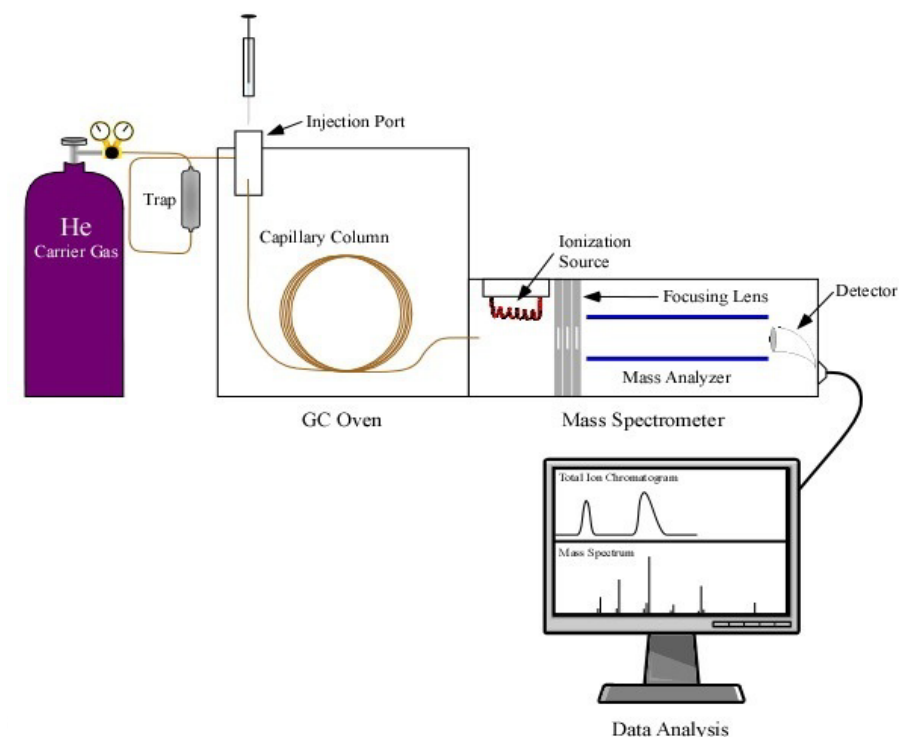 Injection Port
He
Carrier Gas
Trap
Capillary Column
Ionization
Source
Focusing Lens
Detector
Mass Analyzer
GC Oven
Mass Spectrometer
Total Ion Chromatogram
Mass Spectrum
Data Analysis